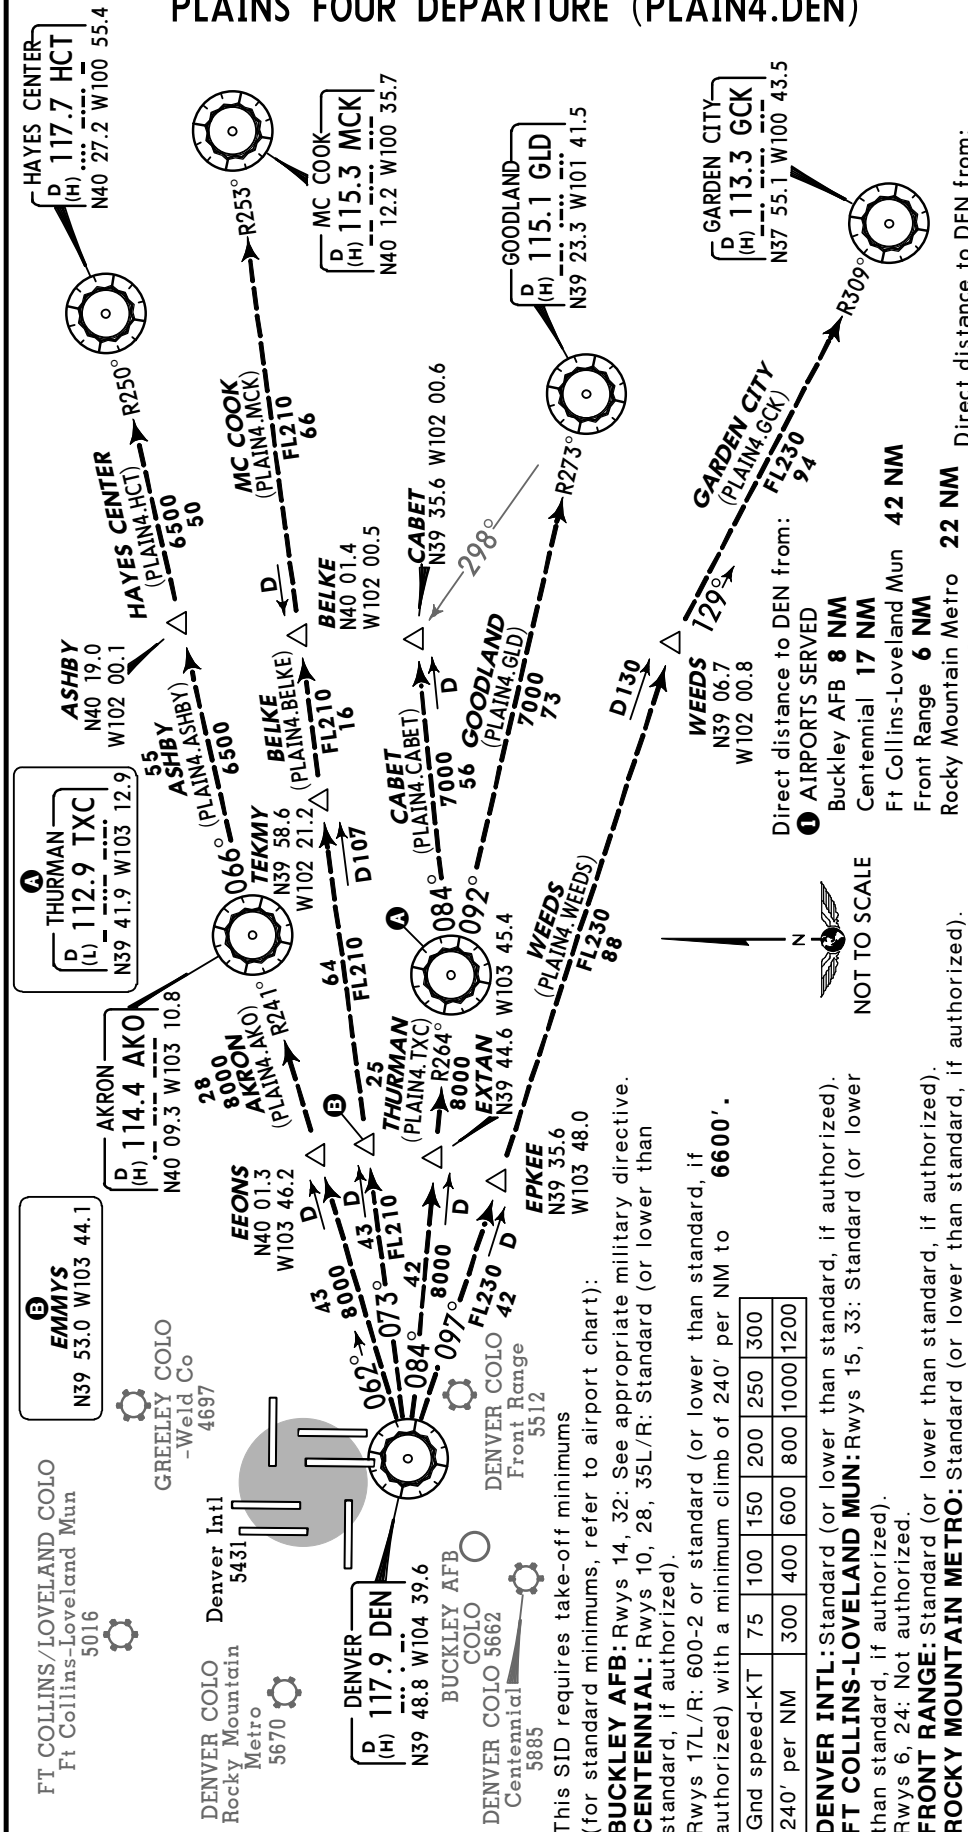 PLAINS FOUR DEPARTURE (PLAIN4.DEN)
HAYES CENTER
D
(H) 117.7 HCT
N40 27.2 W100 55.4
MC COOK
D
(H) 115.3 MCK
N40 12.2 W100 35.7
GOODLAND
D
(H) 115.1 GLD
N39 23.3 W101 41.5
GARDEN CITY
D
(H) 113.3 GCK
N37 55.1 W100 43.5
R250°
HAYES CENTER
(PLAIN4.HCT)
6500
50
R253°
MC COOK
(PLAIN4.MCK)
FL210
66
D
R273°
R309°
GARDEN CITY
(PLAIN4.GCK)
FL230
94
129°
ASHBY
N40 19.0
W102 00.1
55
ASHBY
(PLAIN4.ASHBY)
6500
066°
BELKE
N40 01.4
W102 00.5
BELKE
(PLAIN4.BELKE)
FL210
16
CABET
N39 35.6 W102 00.6
298°
D
CABET
(PLAIN4.CABET)
7000
56
084°
GOODLAND
(PLAIN4.GLD)
7000
73
092°
D130
WEEDS
N39 06.7
W102 00.8
WEEDS
(PLAIN4.WEEDS)
FL230
88
A
THURMAN
D
(L) 112.9 TXC
N39 41.9 W103 12.9
TEKMY
N39 58.6
W102 21.2
D107
64
FL210
A
AKRON
D
(H) 114.4 AKO
N40 09.3 W103 10.8
R241°
28
8000
AKRON
(PLAIN4.AKO)
B
25
THURMAN
(PLAIN4.TXC)
R264°
8000
EXTAN
N39 44.6 W103 45.4
EEONS
N40 01.3
W103 46.2
EPKEE
N39 35.6
W103 48.0
B
EMMYS
N39 53.0 W103 44.1
D
43
8000
062°
D
43
FL210
073°
D
42
8000
084°
D
FL230
42
097°
NOT TO SCALE
N
FT COLLINS/LOVELAND COLO
Ft Collins-Loveland Mun
5016
GREELEY COLO
-Weld Co
4697
Denver Intl
5431
DENVER COLO
Rocky Mountain
Metro
5670
DENVER
D
(H) 117.9 DEN
N39 48.8 W104 39.6
BUCKLEY AFB
COLO
5662
DENVER COLO
Centennial
5885
DENVER COLO
Front Range
5512
Direct distance to DEN from:
1 AIRPORTS SERVED
Buckley AFB 8 NM
Centennial 17 NM
Ft Collins-Loveland Mun 42 NM
Front Range 6 NM
Rocky Mountain Metro 22 NM
Direct distance to DEN from:
This SID requires take-off minimums
(for standard minimums, refer to airport chart):
BUCKLEY AFB: Rwys 14, 32: See appropriate military directive.
CENTENNIAL: Rwys 10, 28, 35L/R: Standard (or lower than
standard, if authorized).
Rwys 17L/R: 600-2 or standard (or lower than standard, if
authorized) with a minimum climb of 240' per NM to 6600'.
Gnd speed-KT 75 100 150 200 250 300
240' per NM 300 400 600 800 1000 1200
DENVER INTL: Standard (or lower than standard, if authorized).
FT COLLINS-LOVELAND MUN: Rwys 15, 33: Standard (or lower
than standard, if authorized).
Rwys 6, 24: Not authorized.
FRONT RANGE: Standard (or lower than standard, if authorized).
ROCKY MOUNTAIN METRO: Standard (or lower than standard, if authorized).